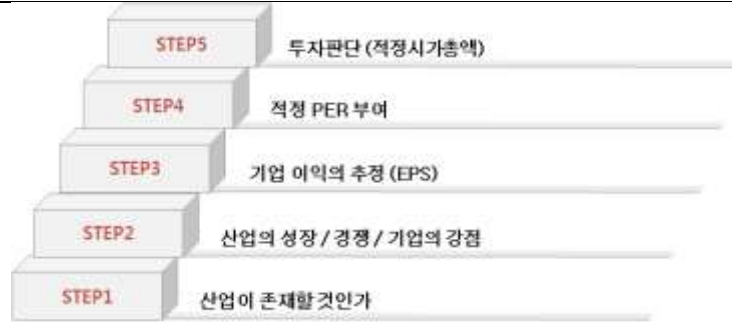 STEP5 투자판단 (적정시가총액)
STEP4 적정 PER 부여
STEP3 기업 이익의 추정 (EPS)
STEP2 산업의 성장 / 경쟁 / 기업의 강점
STEP1 산업이 존재할 것인가